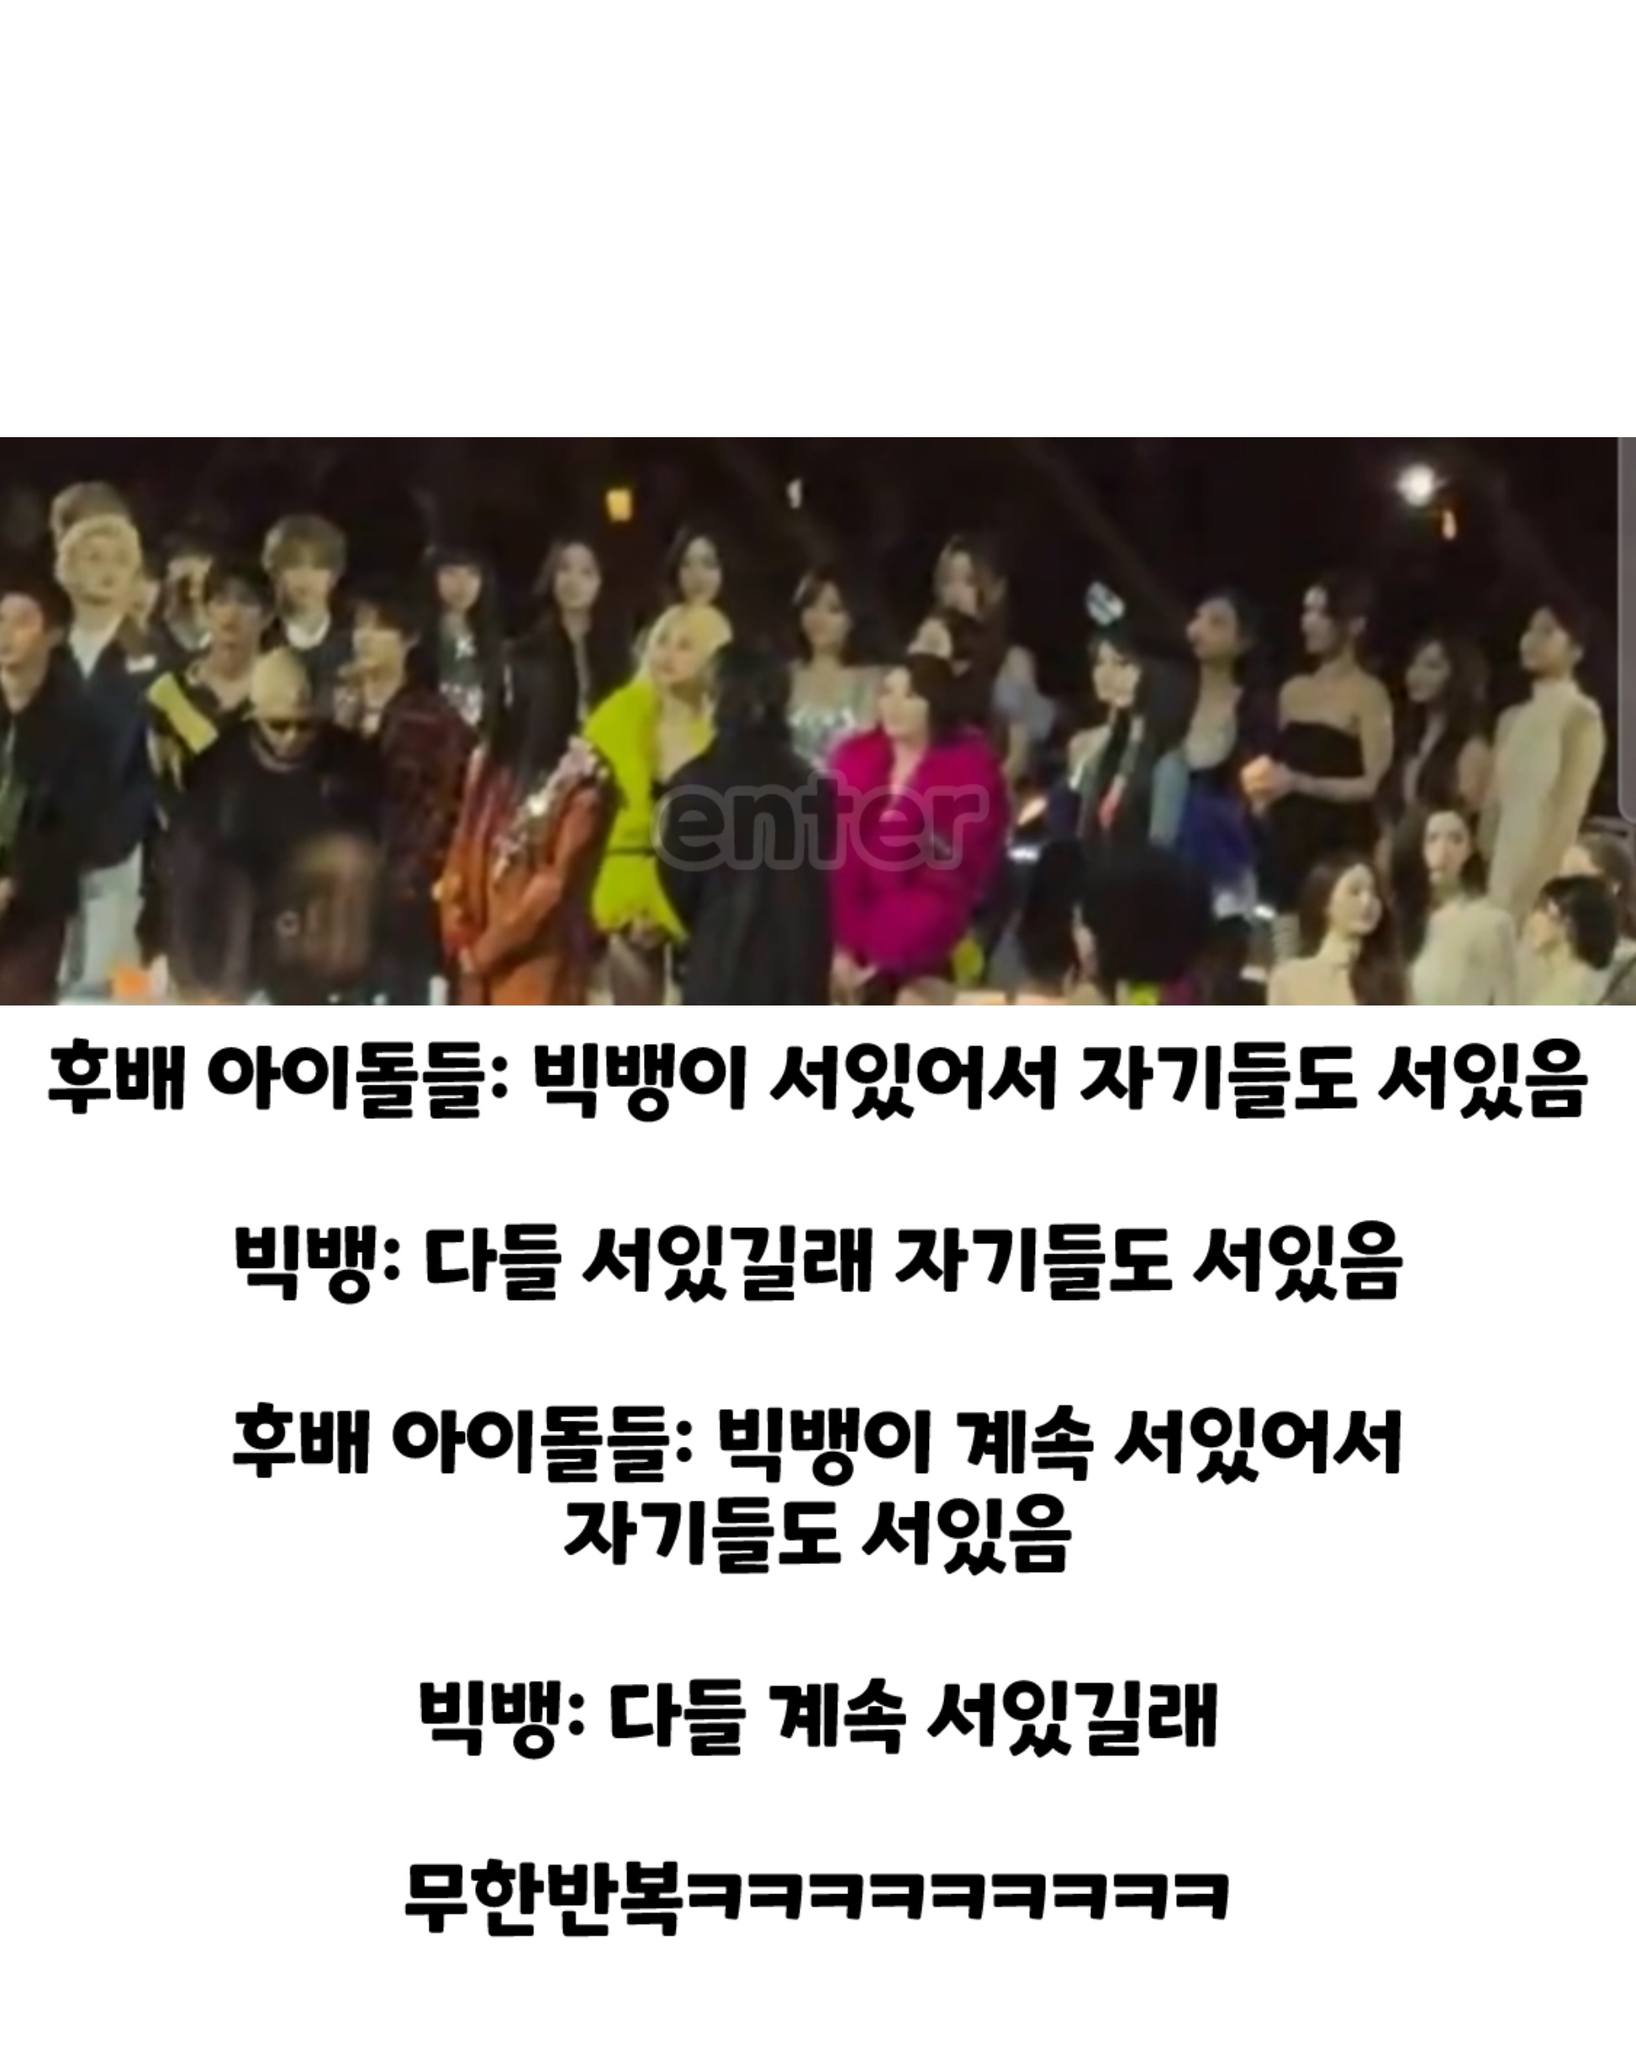 enter
후배 아이돌들: 빅뱅이 서있어서 자기들도 서있음
빅뱅: 다들 서있길래 자기들도 서있음
후배 아이돌들: 빅뱅이 계속 서있어서
자기들도 서있음
빅뱅: 다들 계속 서있길래
무한반복ㅋㅋㅋㅋㅋㅋㅋㅋㅋ